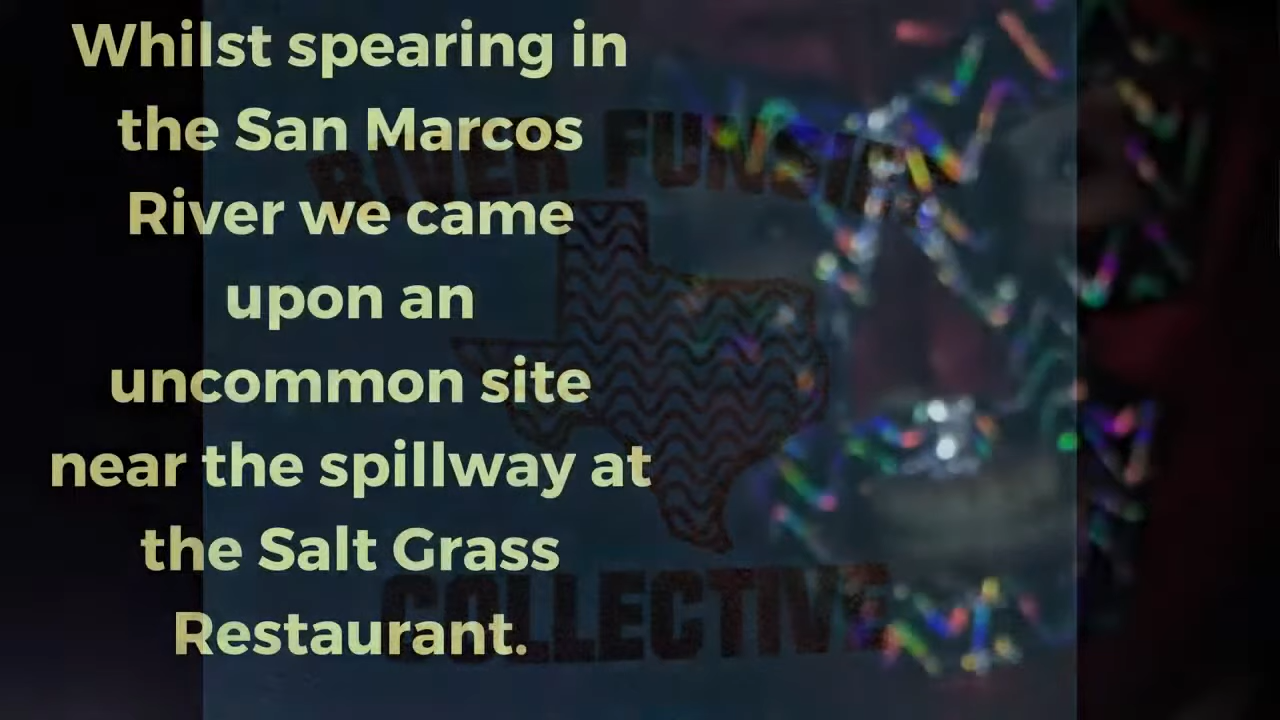 Whilst spearing in
the San Marcos
River we came
upon an
uncommon site
near the spillway at
the Salt Grass
Restaurant.
RIVER
COLLECTIVE